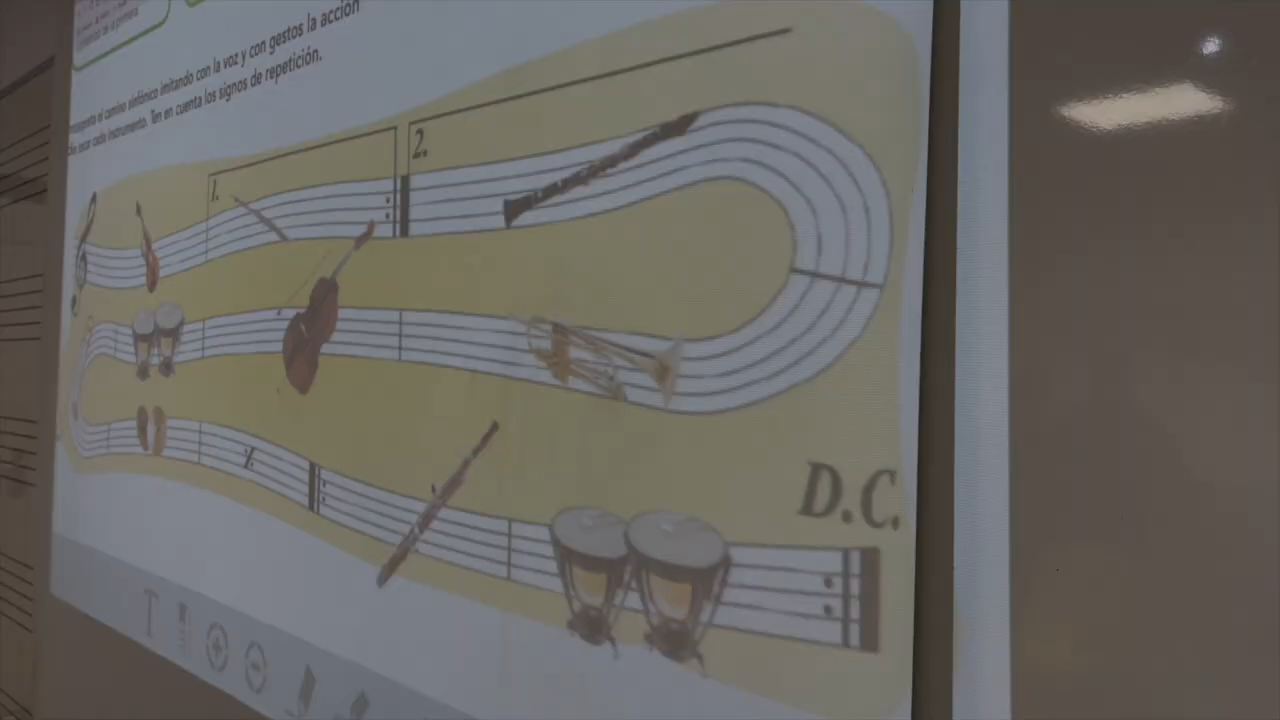 el camino sinfónico imitando con la voz y con gestos la acción
de tocar cada instrumento. Ten en cuenta los signos de repetición.
1.
2.
D.C.